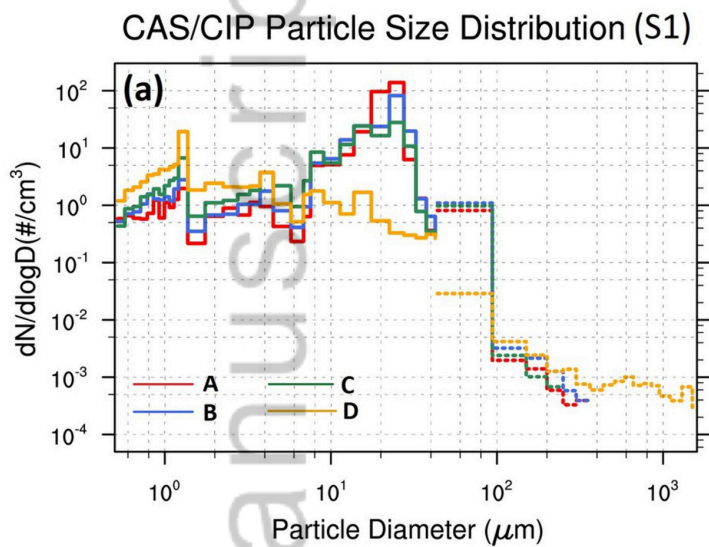 CAS/CIP Particle Size Distribution (S1)
(a)
dN/dlogD(#/cm³)
10²
10¹
10⁰
10⁻¹
10⁻²
10⁻³
10⁻⁴
A
B
C
D
10⁰ 10¹ 10² 10³
Particle Diameter (μm)
anuscrip